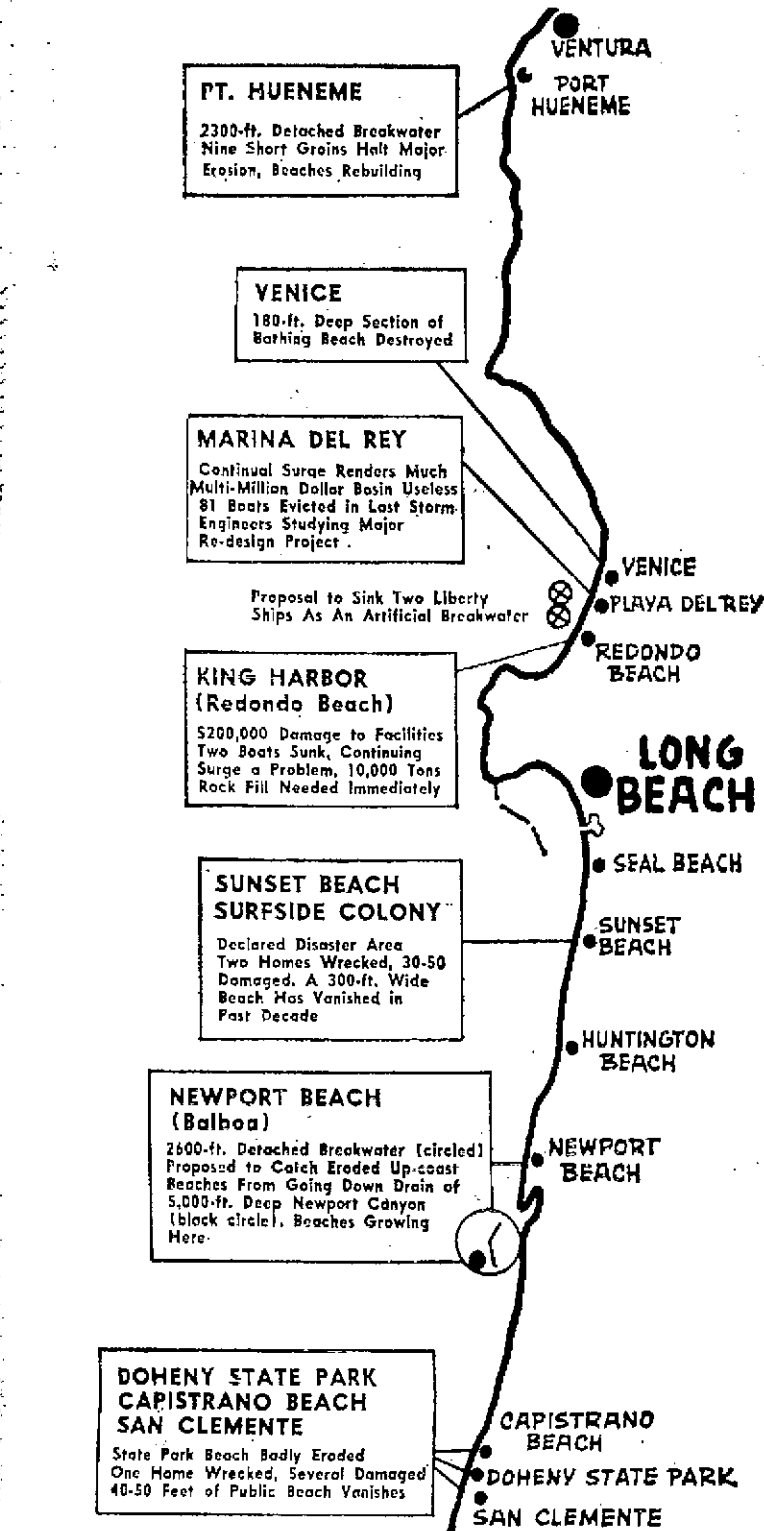 VENTURA
PORT
HUENEME
PT. HUENEME
2300-ft. Detached Breakwater
Nine Short Groins Halt Major
Erosion, Beaches Rebuilding
VENICE
180-ft. Deep Section of
Bathing Beach Destroyed
MARINA DEL REY
Continual Surge Renders Much
Multi-Million Dollar Basin Useless
81 Boats Evicted in Last Storm
Engineers Studying Major
Re-design Project.
VENICE
PLAYA DEL REY
Proposal to Sink Two Liberty
Ships As An Artificial Breakwater
REDONDO
BEACH
KING HARBOR
(Redondo Beach)
$200,000 Damage to Facilities
Two Boats Sunk, Continuing
Surge a Problem, 10,000 Tons
Rock Fill Needed Immediately
LONG
BEACH
SEAL BEACH
SUNSET BEACH
SURFSIDE COLONY
Declared Disaster Area
Two Homes Wrecked, 30-50
Damaged. A 300-ft. Wide
Beach Has Vanished in
Past Decade
SUNSET
BEACH
HUNTINGTON
BEACH
NEWPORT BEACH
(Balboa)
2600-ft. Detached Breakwater (circled)
Proposed to Catch Eroded Up-coast
Beaches From Going Down Drain of
5,000-ft. Deep Newport Canyon
(black circle). Beaches Growing
Here
NEWPORT
BEACH
DOHENY STATE PARK
CAPISTRANO BEACH
SAN CLEMENTE
State Park Beach Badly Eroded
One Home Wrecked, Several Damaged
40-50 Feet of Public Beach Vanishes
CAPISTRANO
BEACH
DOHENY STATE PARK
SAN CLEMENTE